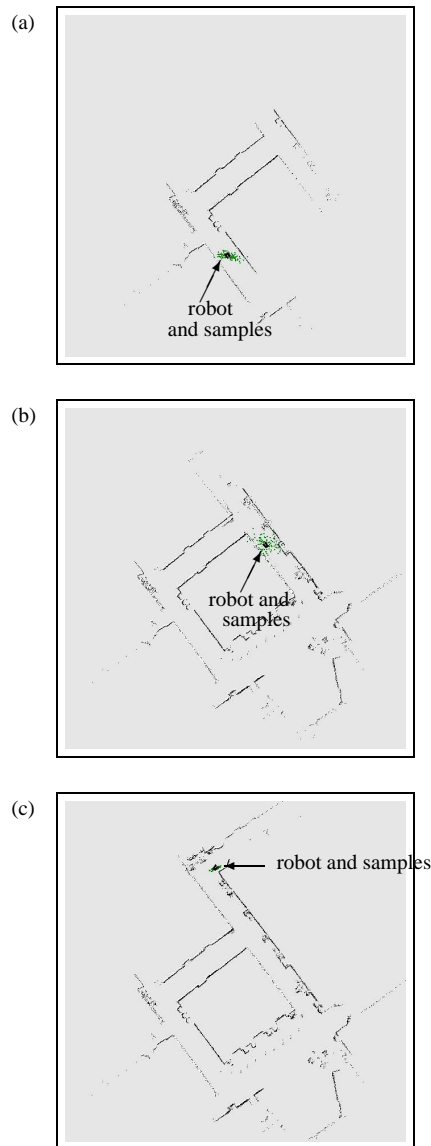 (a)
robot
and samples
(b)
robot and
samples
(c)
robot and samples